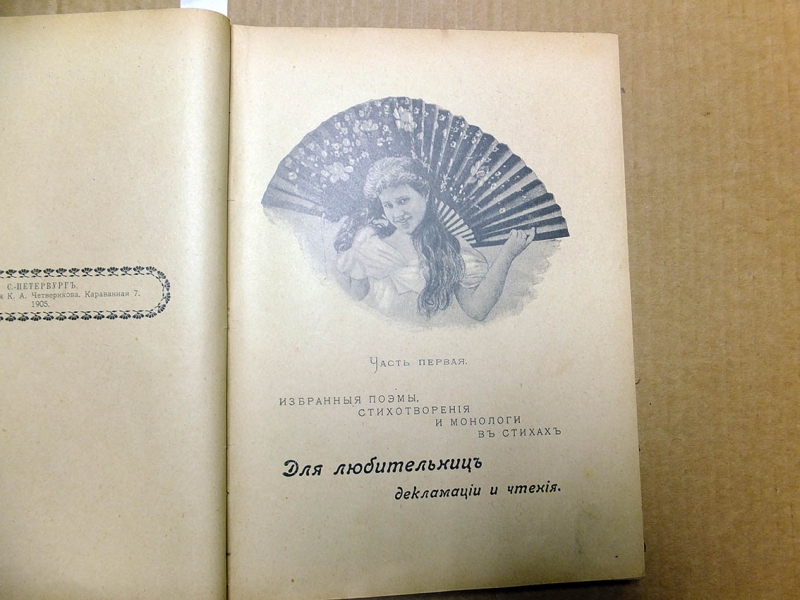 С.-ПЕТЕРБУРГЪ.
К. А. Четверикова, Караванная 7.
1905.
Часть первая.
ИЗБРАННЫЯ ПОЭМЫ,
СТИХОТВОРЕНІЯ
И МОНОЛОГИ
ВЪ СТИХАХЪ
Для любительницъ
декламаціи и чтенія.